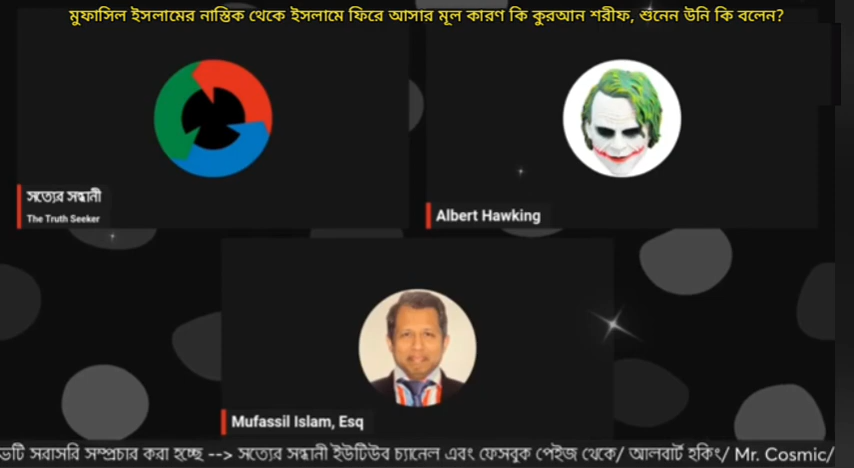 মুফাসিল ইসলামের নাস্তিক থেকে ইসলামে ফিরে আসার মূল কারণ কি কুরআন শরীফ, শুনেন উনি কি বলেন?
সত্যের সন্ধানী
The Truth Seeker
Albert Hawking
Mufassil Islam, Esq
ভটি সরাসরি সম্প্রচার করা হচ্ছে --> সত্যের সন্ধানী ইউটিউব চ্যানেল এবং ফেসবুক পেইজ থেকে/ আলবার্ট হকিং/ Mr. Cosmic/